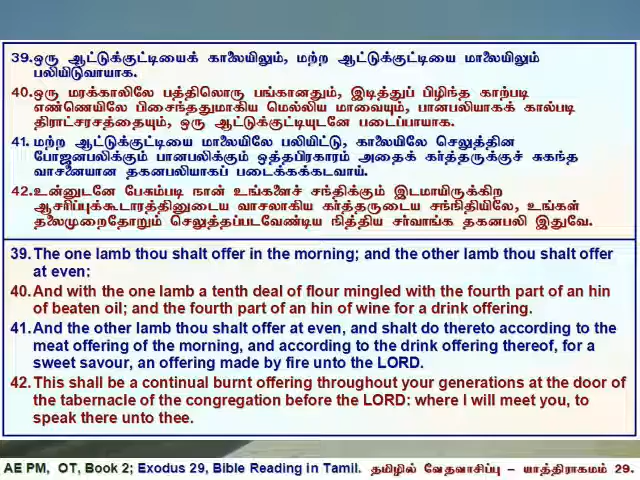 39.ஒரு ஆட்டுக்குட்டியைக் காலையிலும், மற்ற ஆட்டுக்குட்டியை மாலையிலும்
பலியிடுவாயாக.
40.ஒரு மரக்காலிலே பத்திலொரு பங்கானதும், இடித்துப் பிழிந்த காற்படி
எண்ணெயிலே பிசைந்ததுமாகிய மெல்லிய மாவையும், பானபலியாகக் கால்படி
திராட்சரசத்தையும், ஒரு ஆட்டுக்குட்டியுடனே படைப்பாயாக.
41. மற்ற ஆட்டுக்குட்டியை மாலையிலே பலியிட்டு, காலையிலே செலுத்தின
போஜனபலிக்கும் பானபலிக்கும் ஒத்தபிரகாரம் அதைக் கர்த்தருக்குச் சுகந்த
வாசனையான தகனபலியாகப் படைக்கக்கடவாய்.
42.உன்னுடனே பேசும்படி நான் உங்களைச் சந்திக்கும் இடமாயிருக்கிற
ஆசரிப்புக்கூடாரத்தினுடைய வாசலாகிய கர்த்தருடைய சந்நிதியிலே, உங்கள்
தலைமுறைதோறும் செலுத்தப்படவேண்டிய நித்திய சர்வாங்க தகனபலி இதுவே.
39.The one lamb thou shalt offer in the morning; and the other lamb thou shalt offer
at even;
40. And with the one lamb a tenth deal of flour mingled with the fourth part of an hin
of beaten oil; and the fourth part of an hin of wine for a drink offering.
41. And the other lamb thou shalt offer at even, and shalt do thereto according to the
meat offering of the morning, and according to the drink offering thereof, for a
sweet savour, an offering made by fire unto the LORD.
42.This shall be a continual burnt offering throughout your generations at the door of
the tabernacle of the congregation before the LORD: where I will meet you, to
speak there unto thee.
AE PM, OT, Book 2; Exodus 29, Bible Reading in Tamil. தமிழில் வேதவாசிப்பு – யாத்திராகமம் 29.